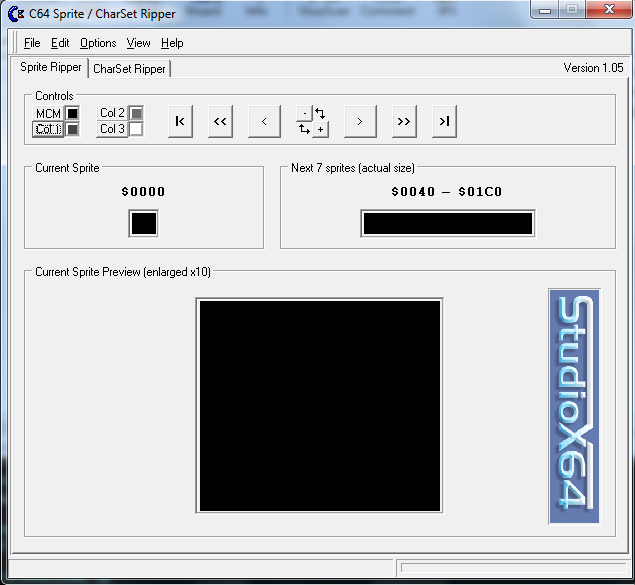 C64 Sprite / CharSet Ripper
File Edit Options View Help
Sprite Ripper CharSet Ripper Version 1.05
Controls
MCM Col 2 |< << < - > >> >|
Col 1 Col 3 +
Current Sprite Next 7 sprites (actual size)
$0000 $0040 – $01C0
Current Sprite Preview (enlarged x10)
StudioX64